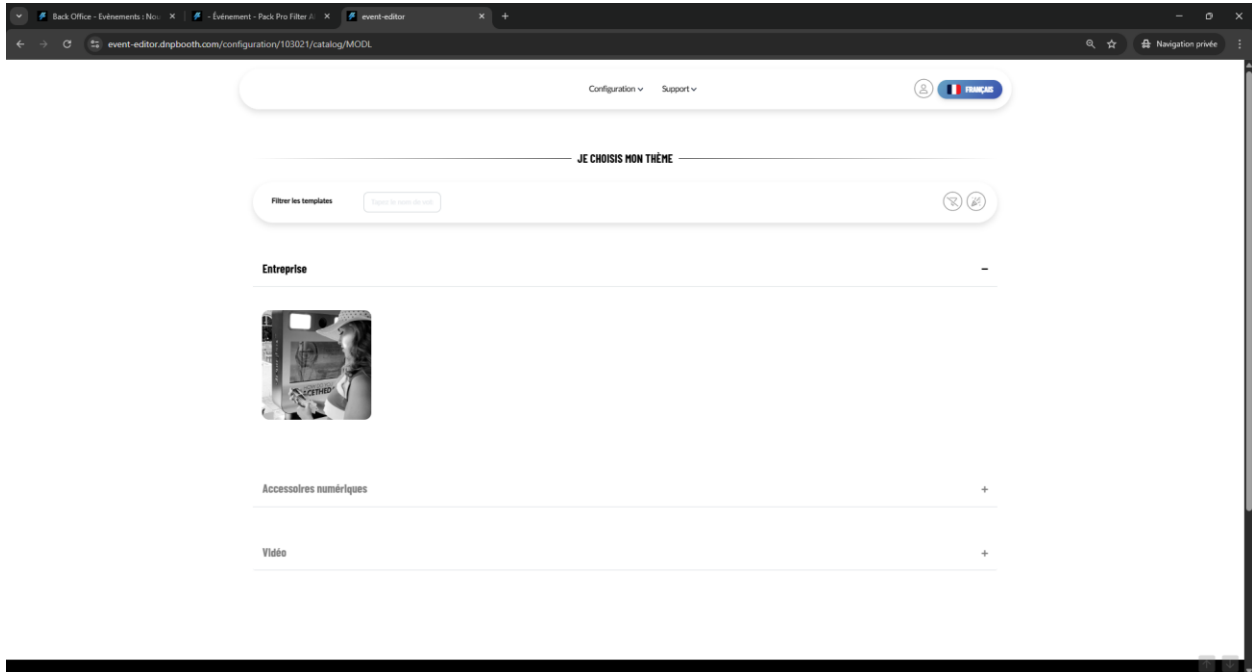 Back Office - Evénements : Nou
- Événement - Pack Pro Filter A
event-editor
event-editor.dnpbooth.com/configuration/103021/catalog/MODL
Navigation privée
Configuration
Support
FRANÇAIS
JE CHOISIS MON THÈME
Filtrer les templates
Entreprise
Accessoires numériques
Vidéo